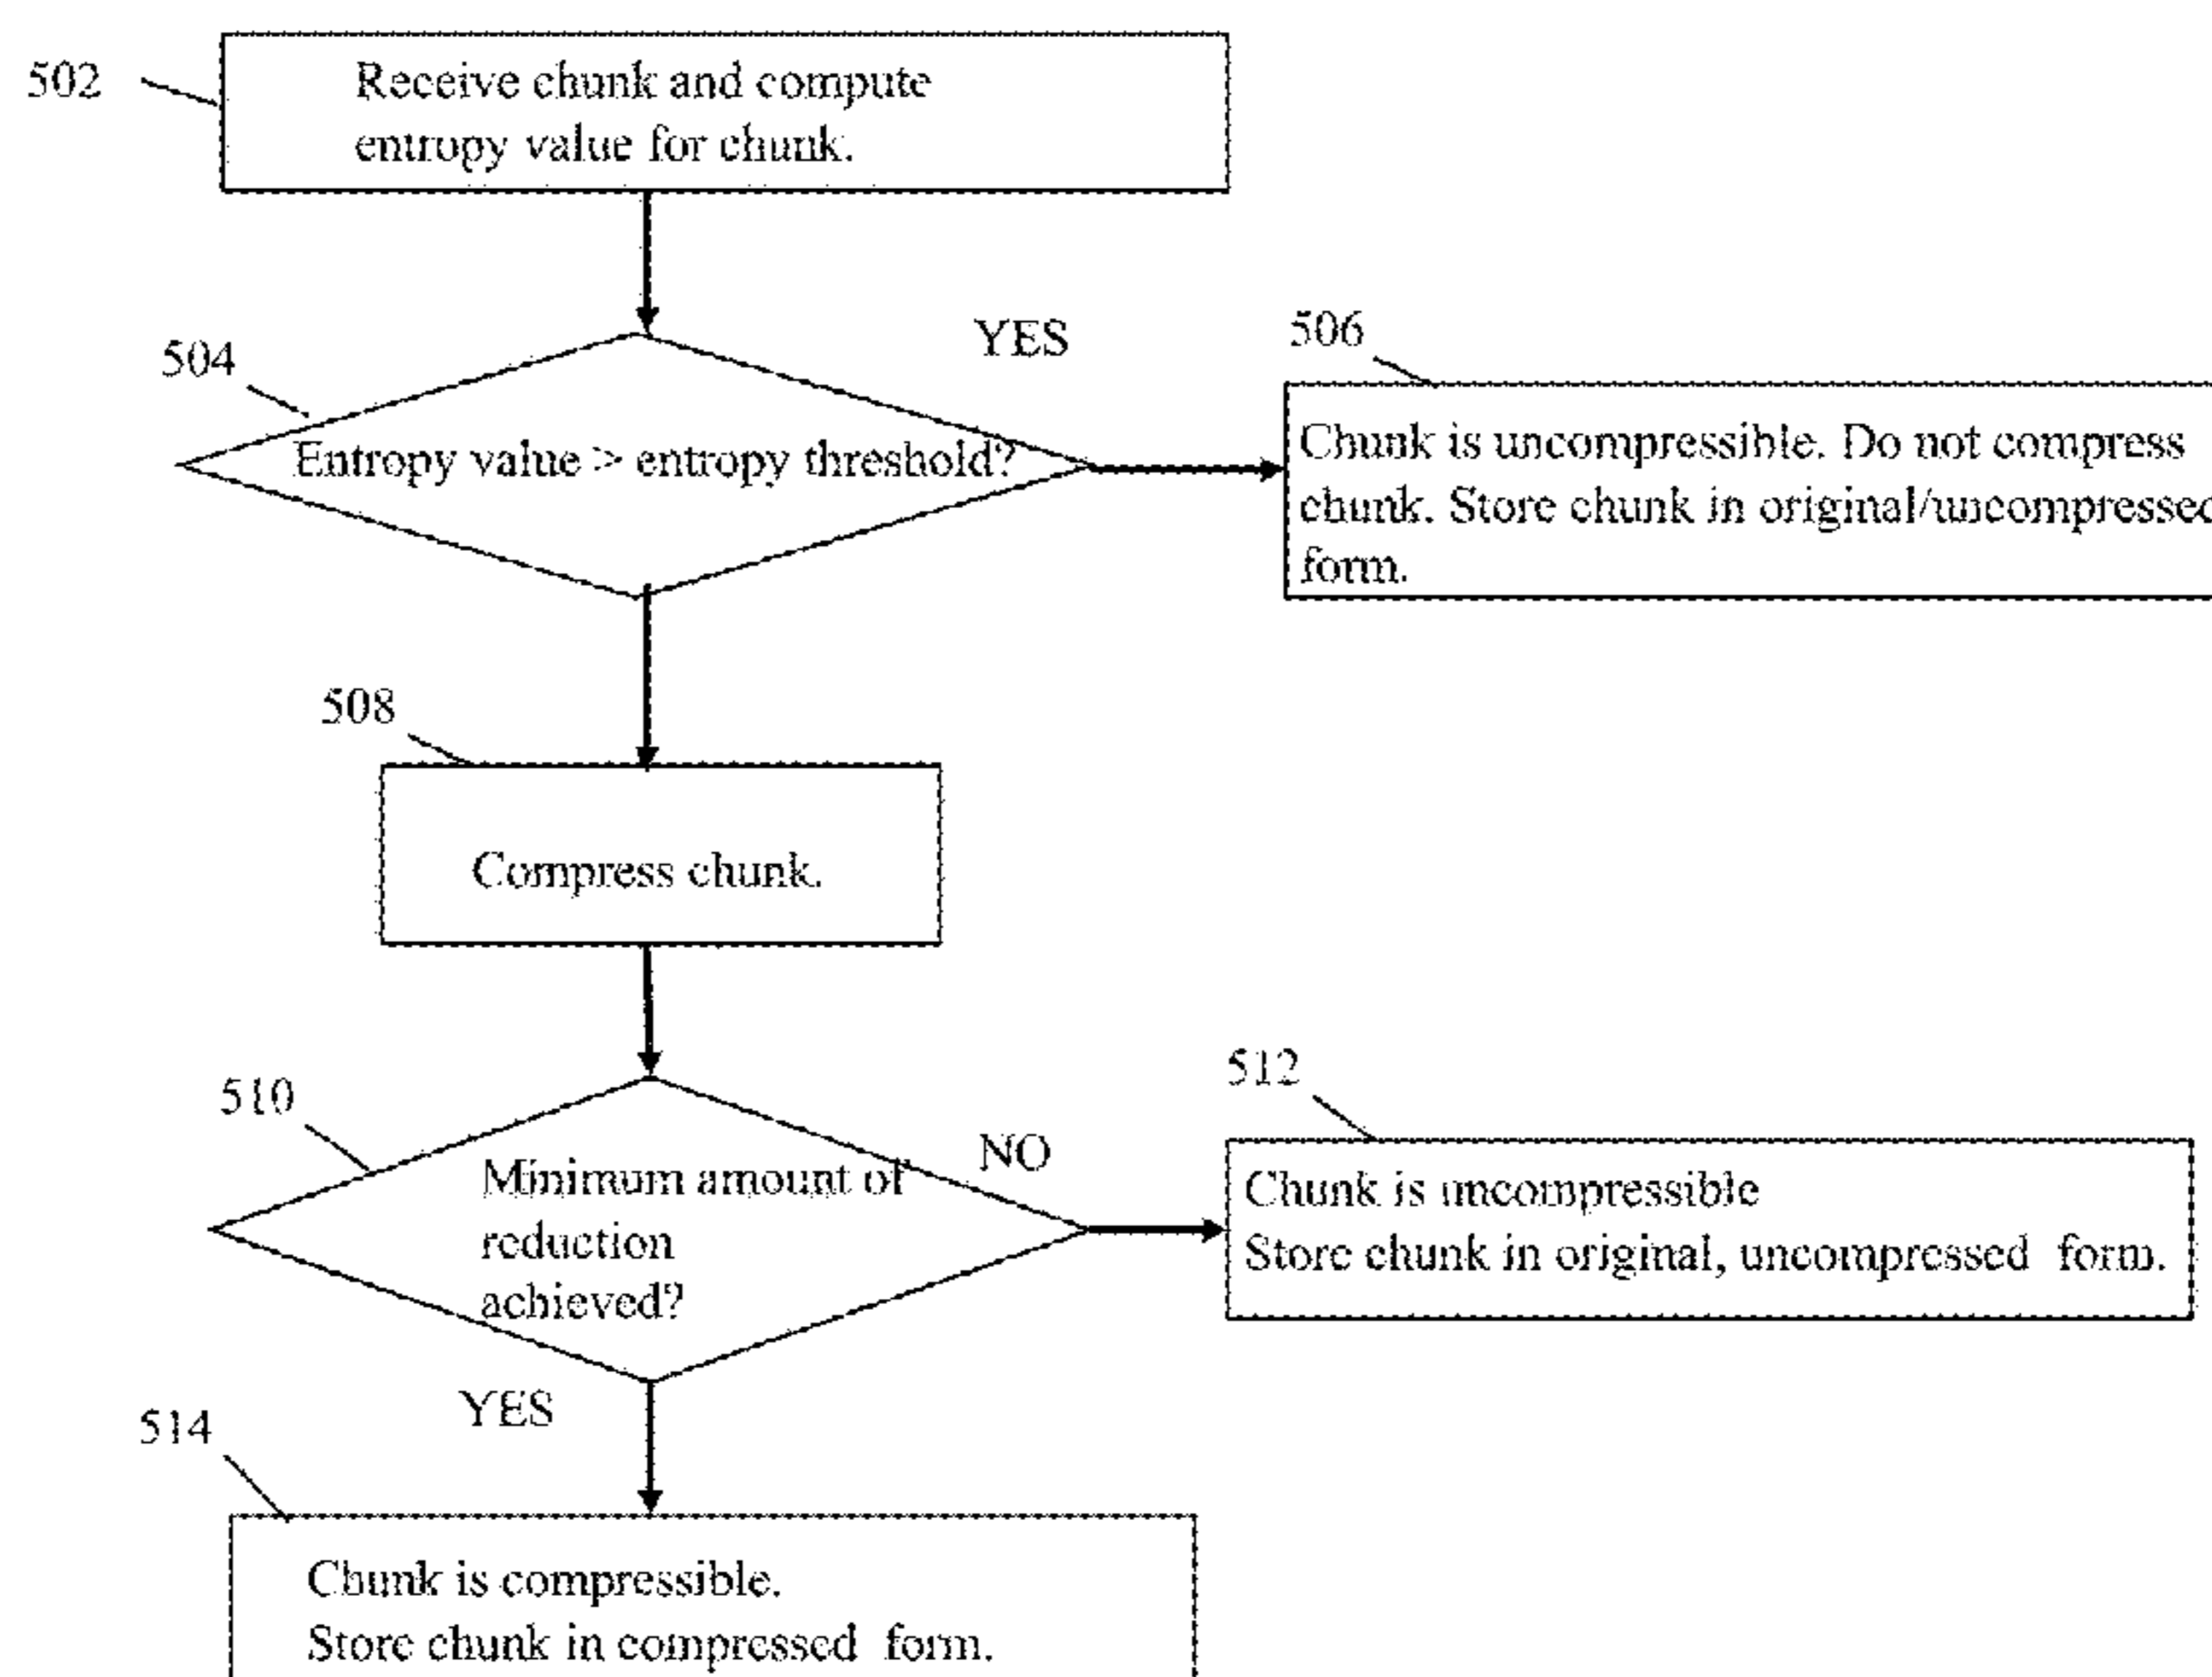 502
Receive chunk and compute
entropy value for chunk.
504
YES
Entropy value > entropy threshold?
506
Chunk is uncompressible. Do not compress
chunk. Store chunk in original/uncompressed
form.
508
Compress chunk.
510
Minimum amount of
reduction
achieved?
NO
512
Chunk is uncompressible
Store chunk in original, uncompressed form.
YES
514
Chunk is compressible.
Store chunk in compressed form.